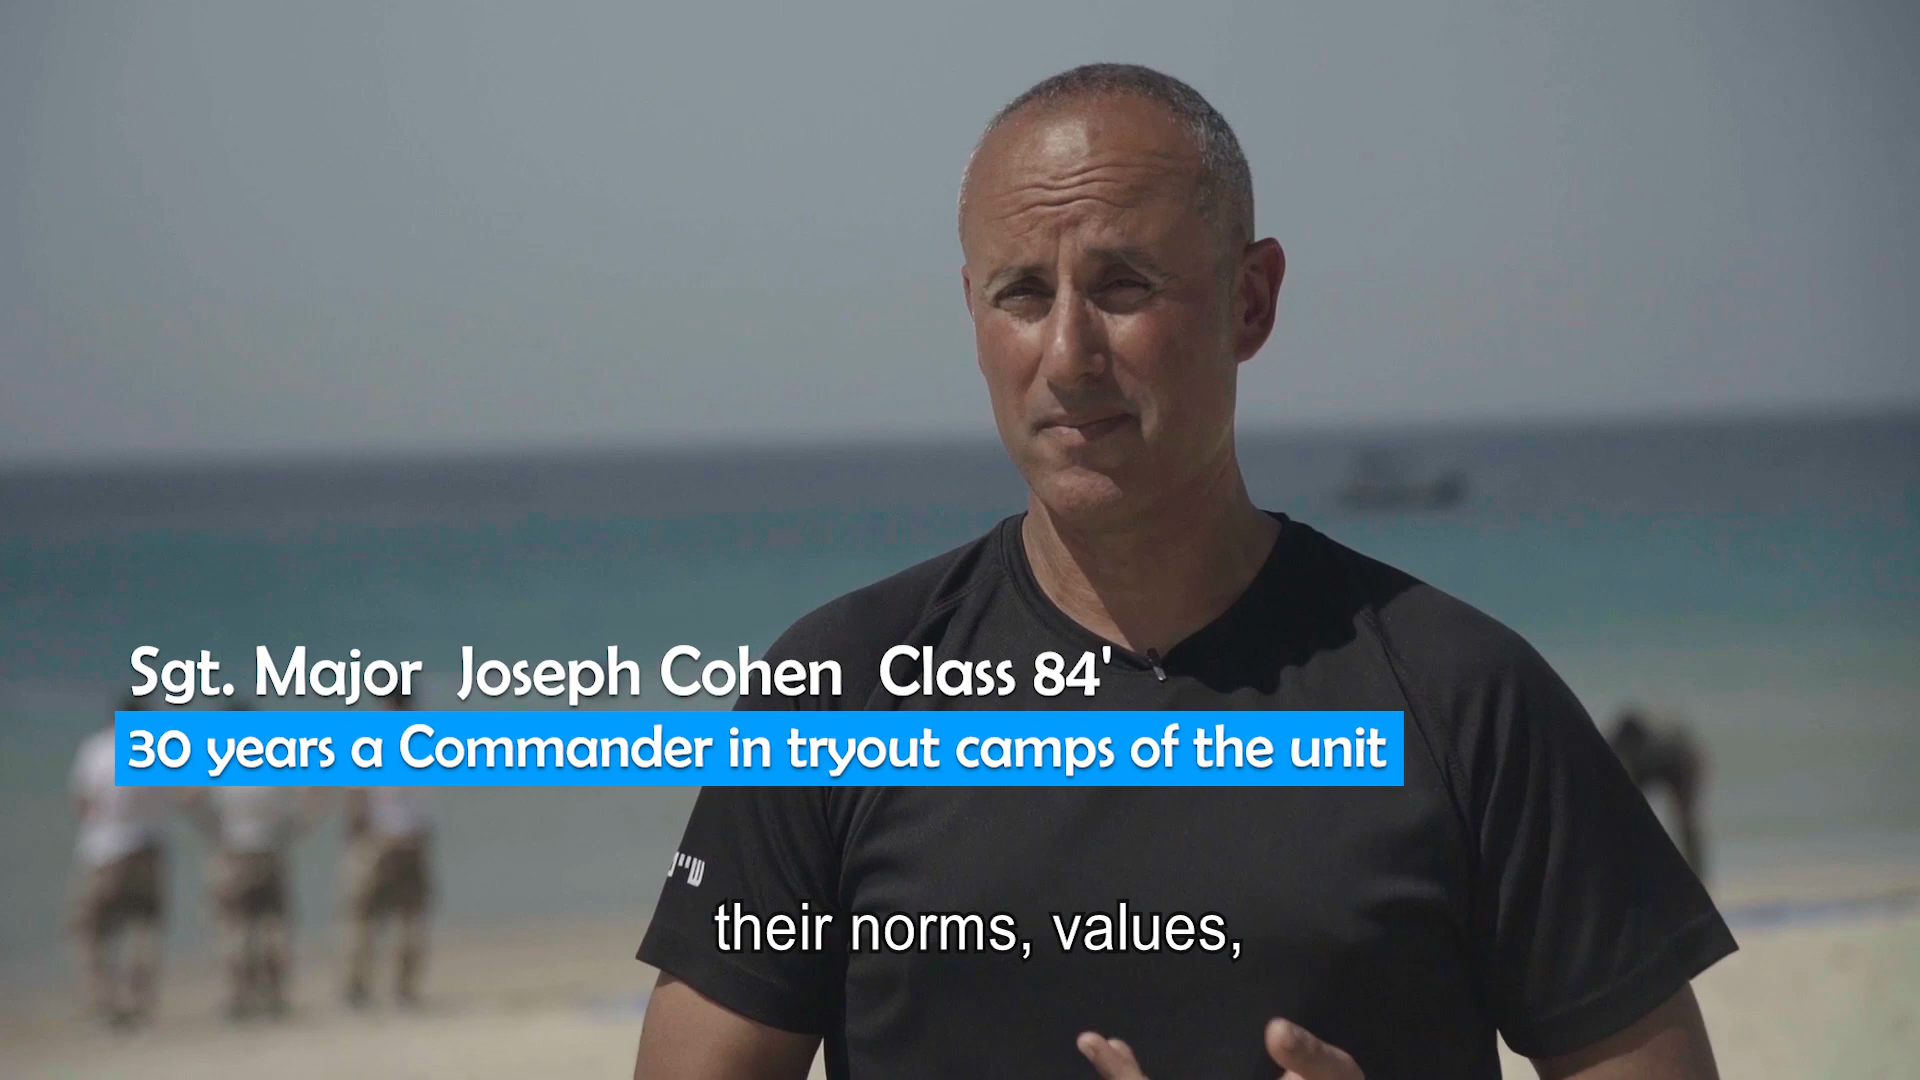 Sgt. Major Joseph Cohen Class 84'
30 years a Commander in tryout camps of the unit
their norms, values,